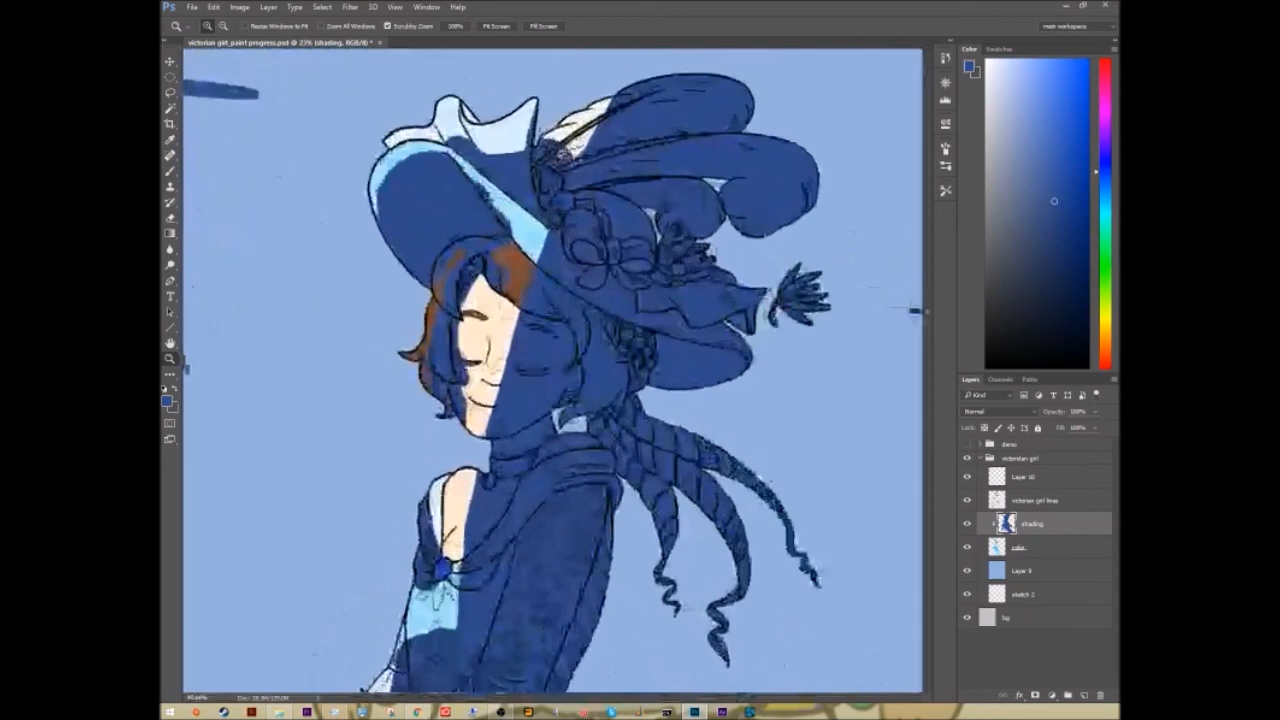 Ps File Edit Image Layer Type Select Filter 3D View Window Help
Resize Windows to Fit Zoom All Windows Scrubby Zoom 100% Fit Screen Fill Screen main workspace
victorian girl_paint progress.psd @ 23% (shading, RGB/8) *
Color Swatches
Layers Channels Paths
Kind
Normal Opacity: 100%
Lock: Fill: 100%
demo
victorian girl
Layer 10
victorian girl lines
shading
color
Layer 9
sketch 2
bg